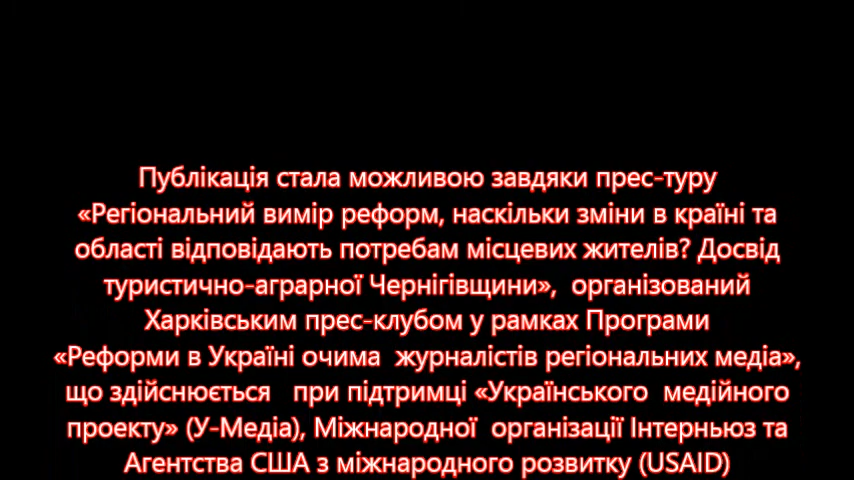 Публікація стала можливою завдяки прес-туру
«Регіональний вимір реформ, наскільки зміни в країні та
області відповідають потребам місцевих жителів? Досвід
туристично-аграрної Чернігівщини», організований
Харківським прес-клубом у рамках Програми
«Реформи в Україні очима журналістів регіональних медіа»,
що здійснюється при підтримці «Українського медійного
проекту» (У-Медіа), Міжнародної організації Інтерньюз та
Агентства США з міжнародного розвитку (USAID)